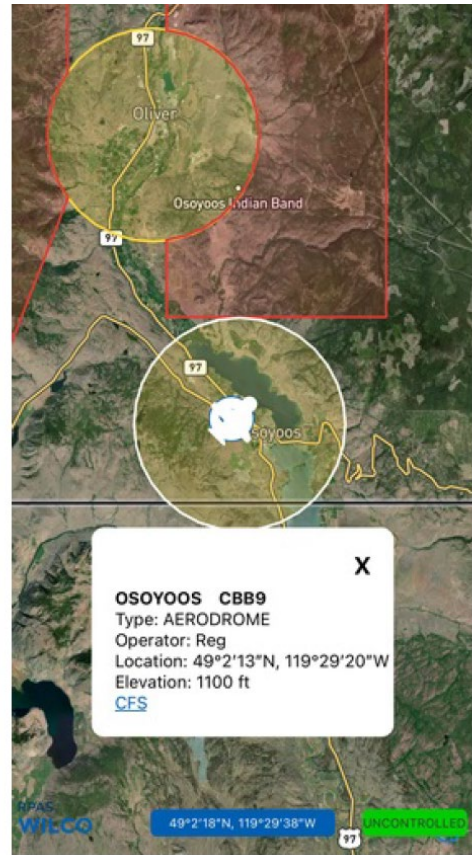 97
Oliver
Osoyoos Indian Band
97
97
soyoos
X
OSOYOOS CBB9
Type: AERODROME
Operator: Reg
Location: 49°2'13"N, 119°29'20"W
Elevation: 1100 ft
CFS
RPAS
WILCO
49°2'18"N, 119°29'38"W
UNCONTROLLED
97